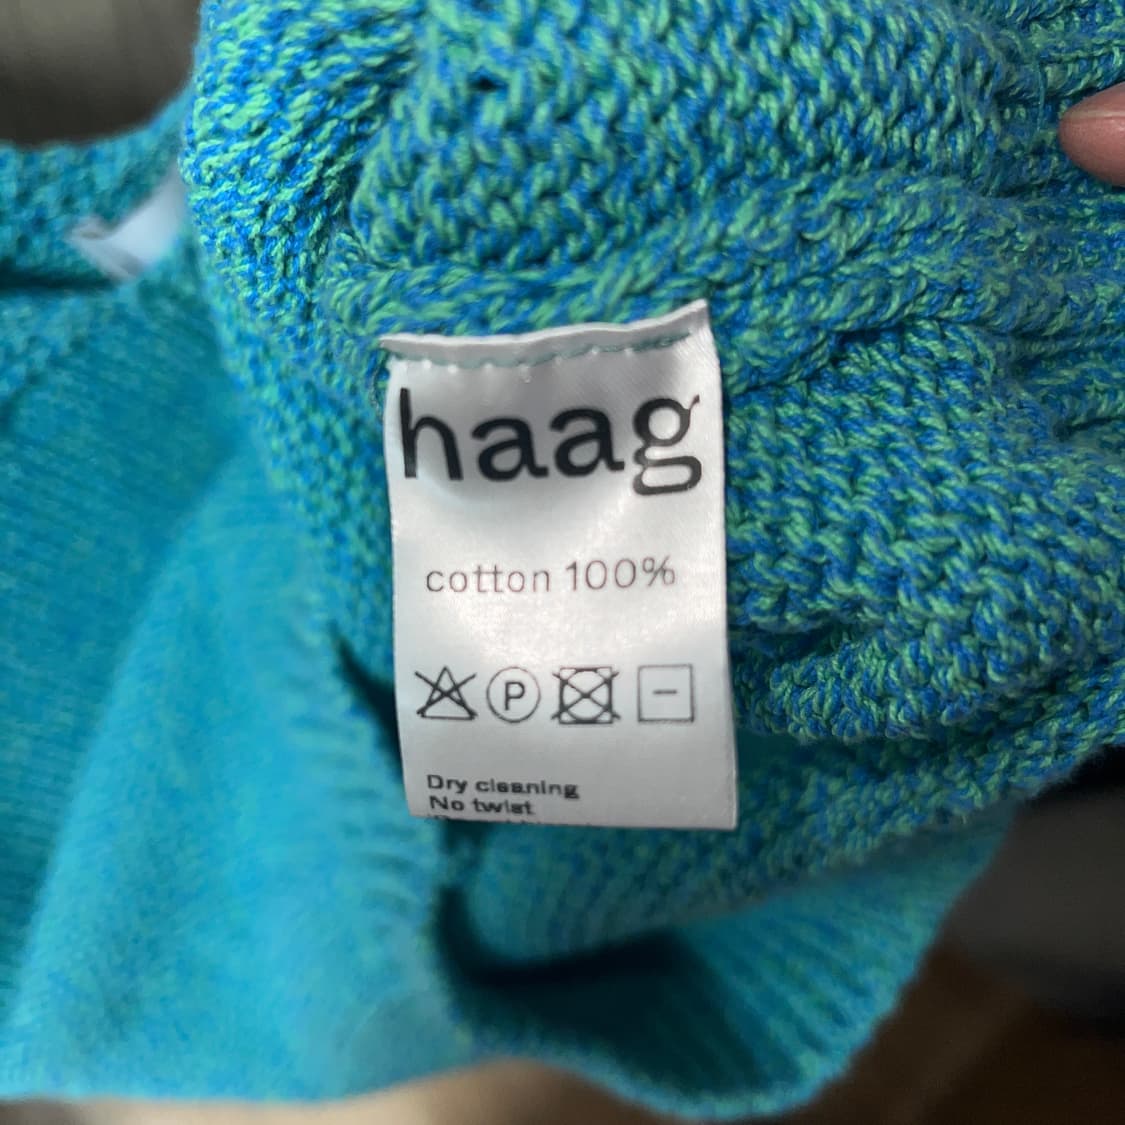 haag
cotton 100%
P
Dry cleaning
No twist